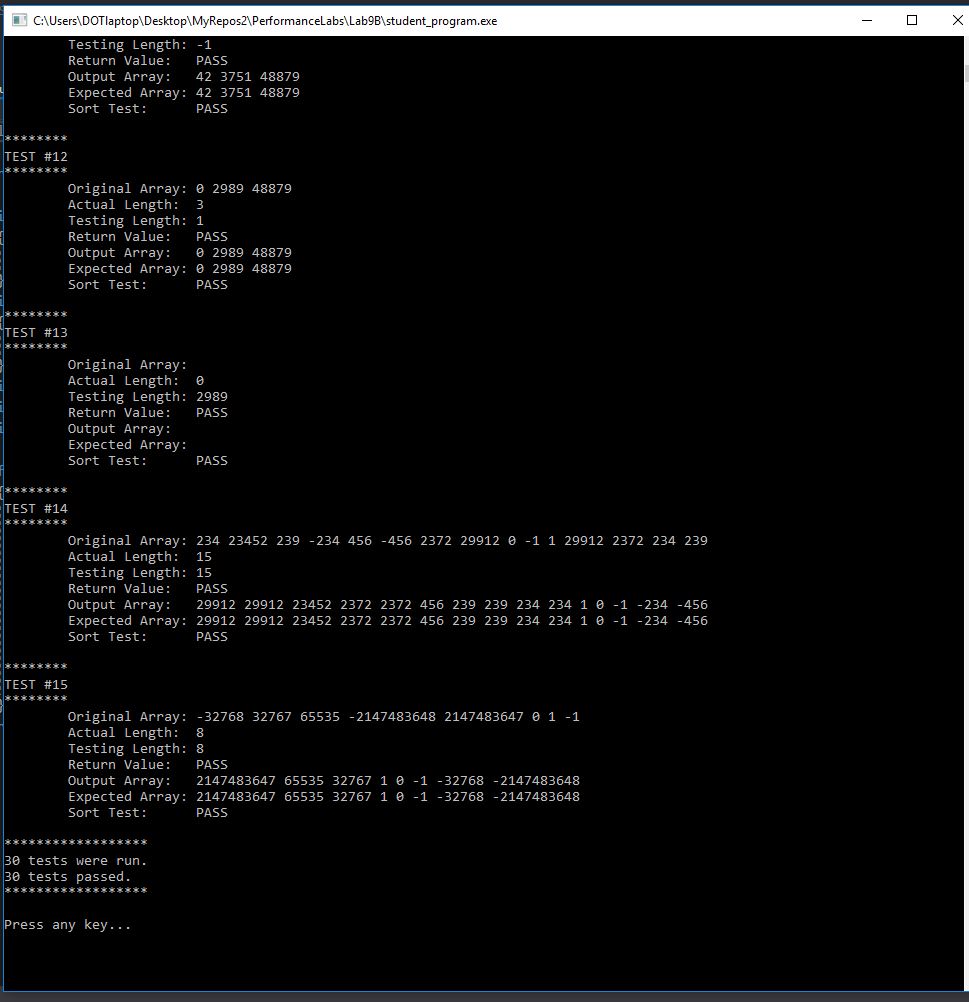 C:\Users\DOTlaptop\Desktop\MyRepos2\PerformanceLabs\Lab9B\student_program.exe
Testing Length: -1
Return Value: PASS
Output Array: 42 3751 48879
Expected Array: 42 3751 48879
Sort Test: PASS
********
TEST #12
********
Original Array: 0 2989 48879
Actual Length: 3
Testing Length: 1
Return Value: PASS
Output Array: 0 2989 48879
Expected Array: 0 2989 48879
Sort Test: PASS
********
TEST #13
********
Original Array:
Actual Length: 0
Testing Length: 2989
Return Value: PASS
Output Array:
Expected Array:
Sort Test: PASS
********
TEST #14
********
Original Array: 234 23452 239 -234 456 -456 2372 29912 0 -1 1 29912 2372 234 239
Actual Length: 15
Testing Length: 15
Return Value: PASS
Output Array: 29912 29912 23452 2372 2372 456 239 239 234 234 1 0 -1 -234 -456
Expected Array: 29912 29912 23452 2372 2372 456 239 239 234 234 1 0 -1 -234 -456
Sort Test: PASS
********
TEST #15
********
Original Array: -32768 32767 65535 -2147483648 2147483647 0 1 -1
Actual Length: 8
Testing Length: 8
Return Value: PASS
Output Array: 2147483647 65535 32767 1 0 -1 -32768 -2147483648
Expected Array: 2147483647 65535 32767 1 0 -1 -32768 -2147483648
Sort Test: PASS
******************
30 tests were run.
30 tests passed.
******************
Press any key...